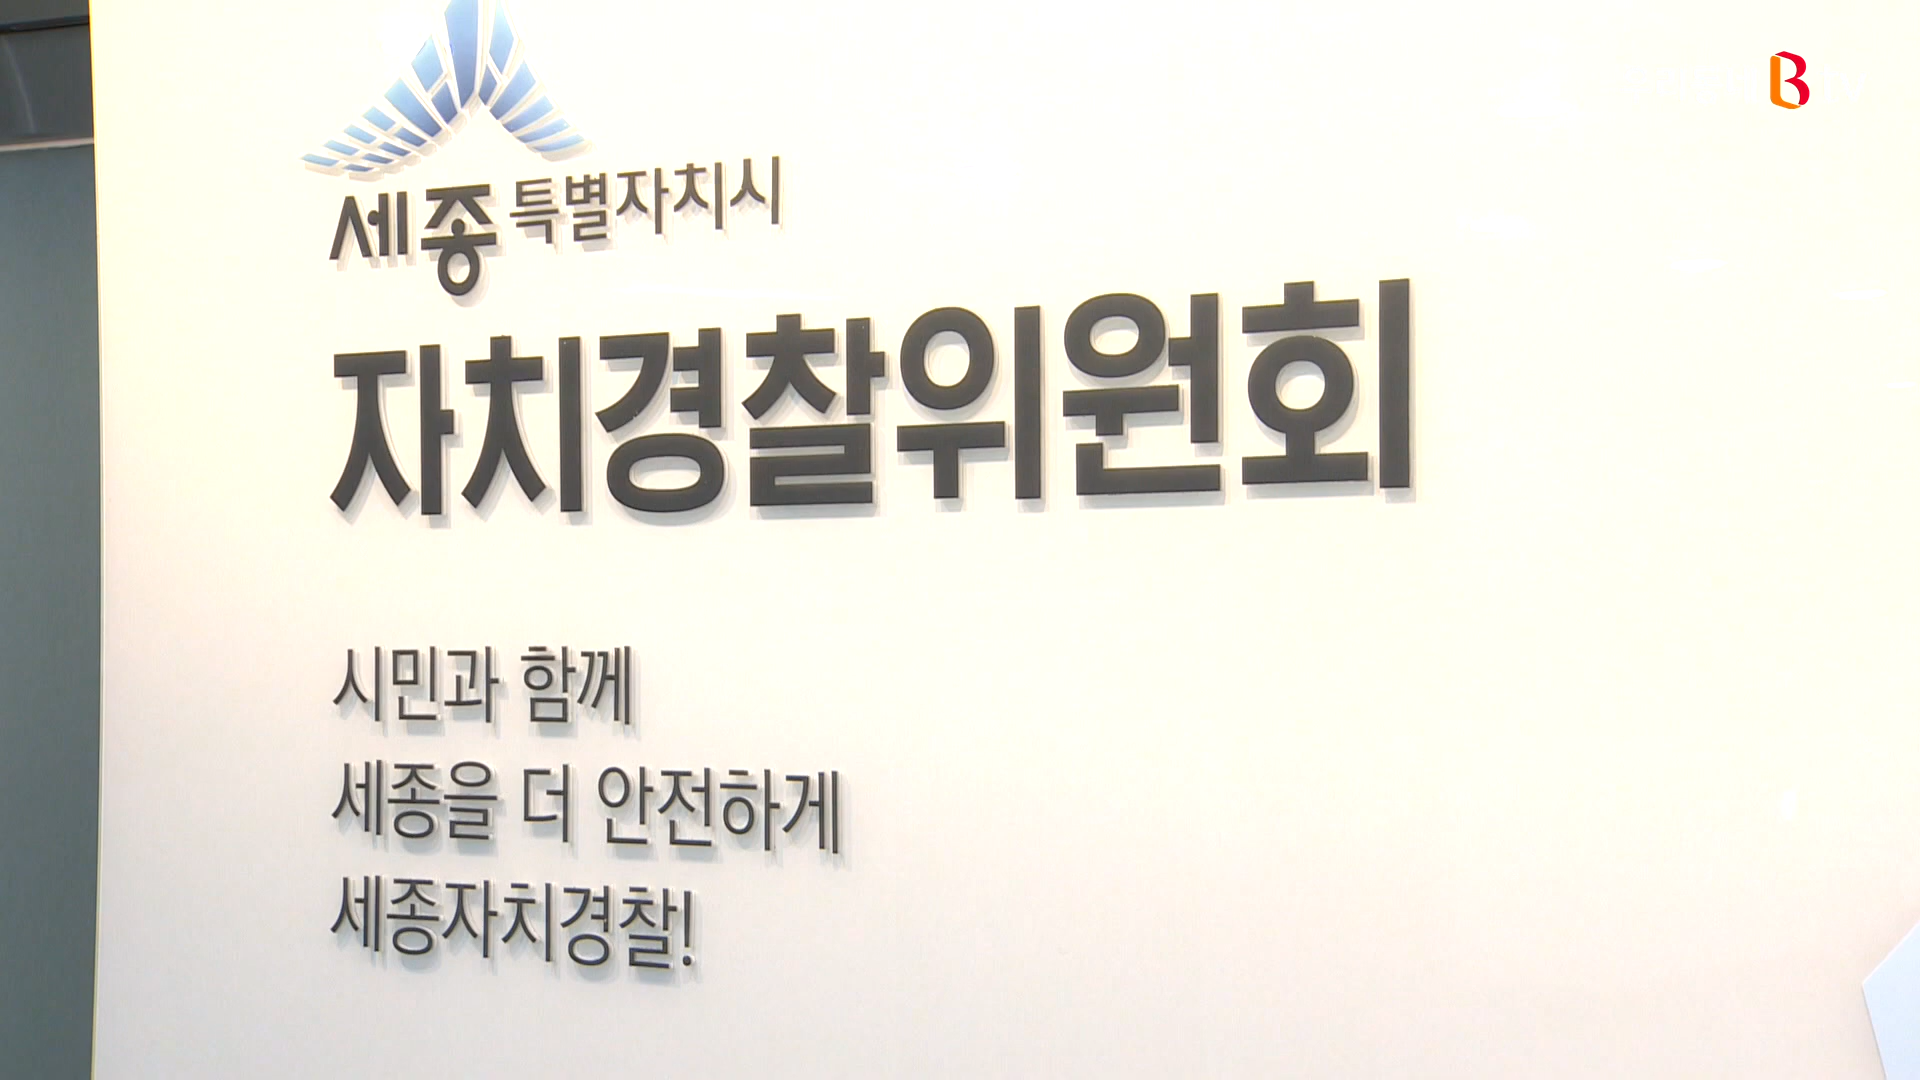 세종특별자치시
자치경찰위원회
시민과 함께
세종을 더 안전하게
세종자치경찰!
B